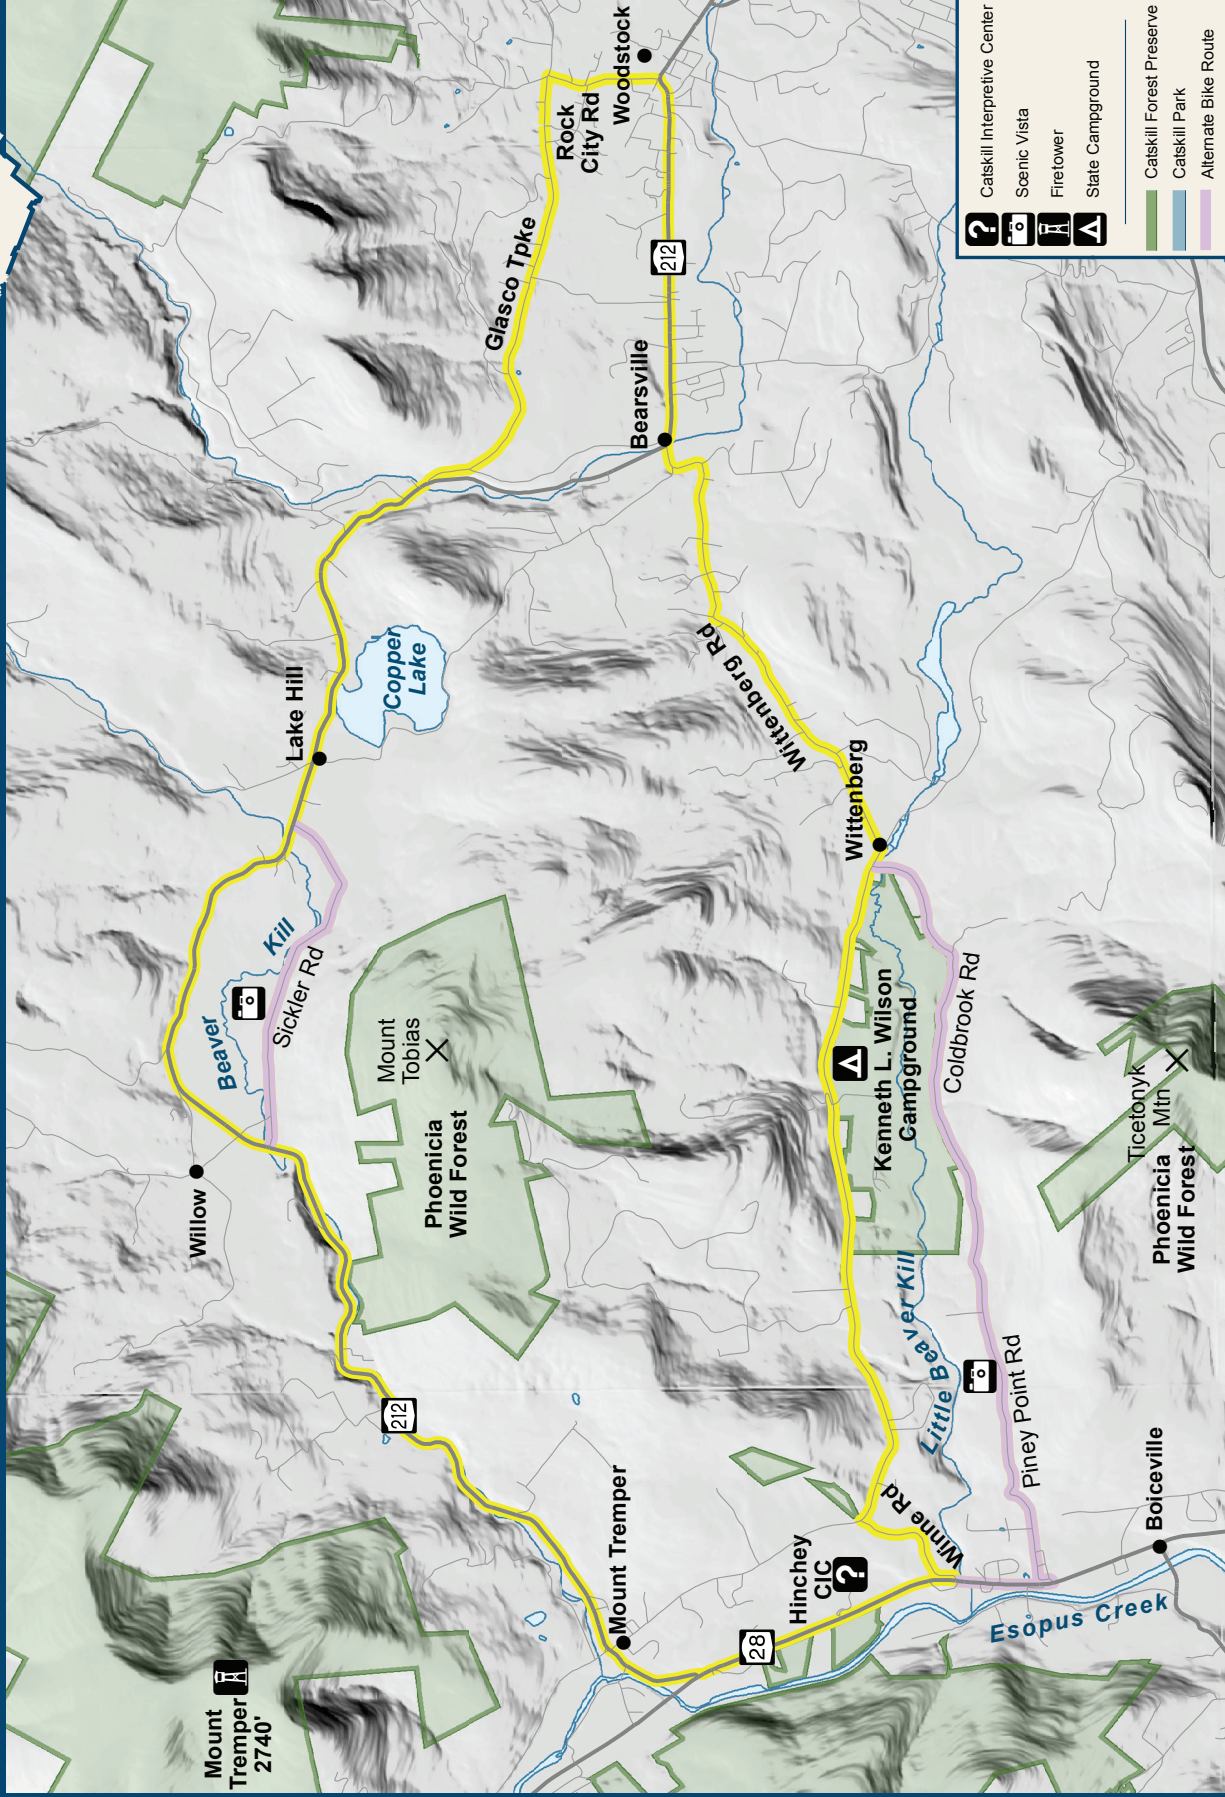 Mount
Tremper
2740'
Willow
Beaver
Kill
Sickler Rd
Lake Hill
Copper
Lake
Glasco Tpke
Rock
City Rd
Woodstock
212
Bearsville
212
Mount
Tobias
Phoenicia
Wild Forest
Wittenberg Rd
Wittenberg
Mount Tremper
28
Hinchey
CIC
?
Winne Rd
Kenneth L. Wilson
Campground
Little Beaver Kill
Coldbrook Rd
Piney Point Rd
Esopus Creek
Boiceville
Ticetonyk
Mtn
Phoenicia
Wild Forest
? Catskill Interpretive Center
Scenic Vista
Firetower
State Campground
Catskill Forest Preserve
Catskill Park
Alternate Bike Route